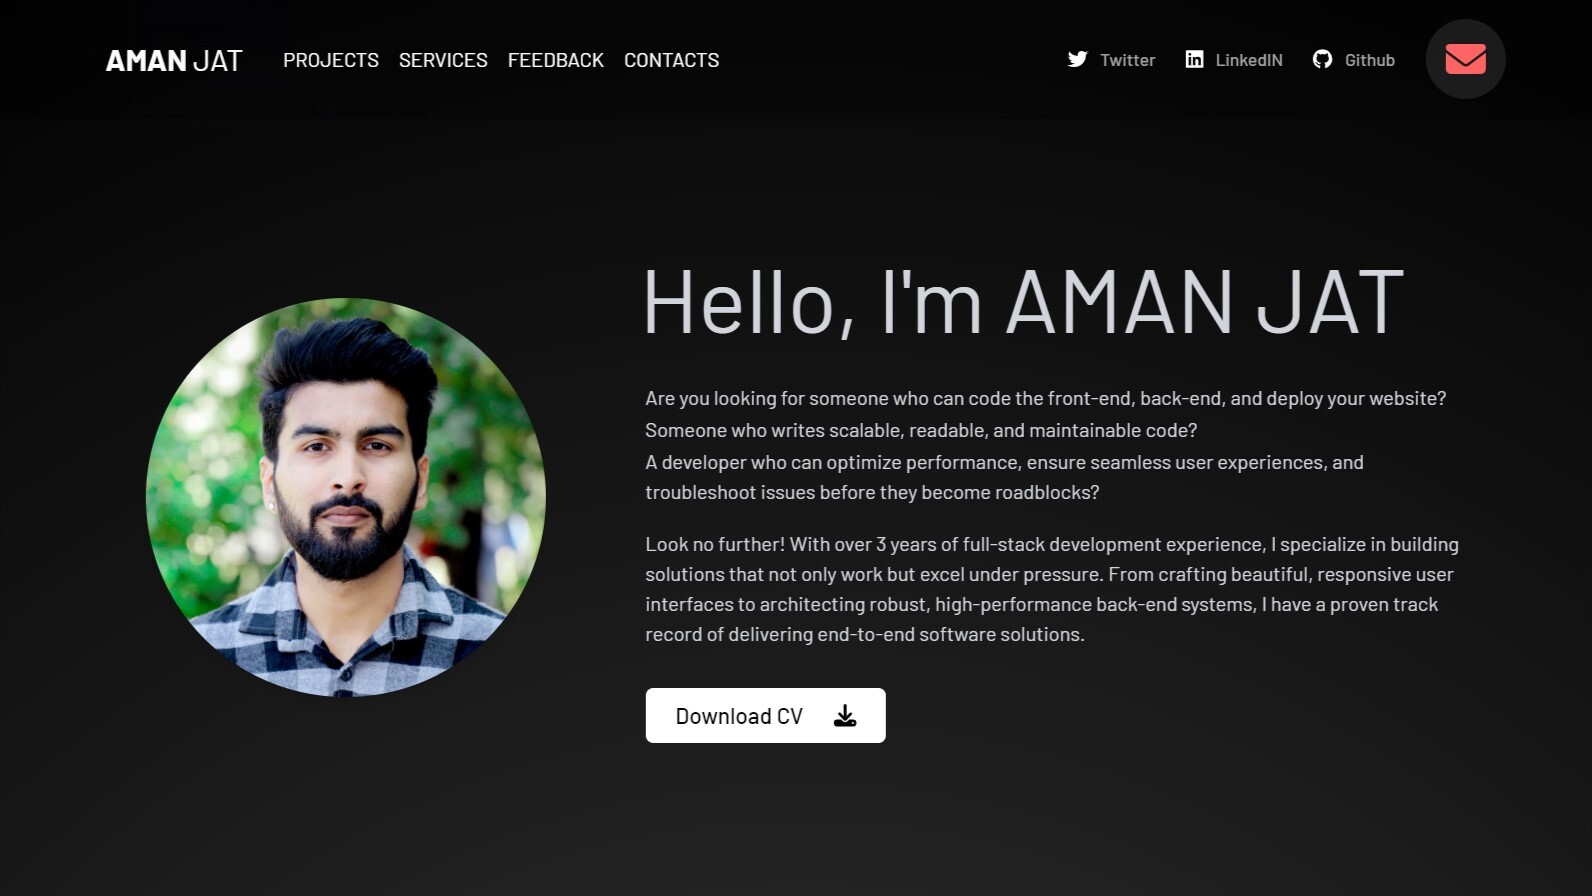 AMAN JAT
PROJECTS SERVICES FEEDBACK CONTACTS
Twitter LinkedIN Github
Hello, I'm AMAN JAT
Are you looking for someone who can code the front-end, back-end, and deploy your website?
Someone who writes scalable, readable, and maintainable code?
A developer who can optimize performance, ensure seamless user experiences, and
troubleshoot issues before they become roadblocks?
Look no further! With over 3 years of full-stack development experience, I specialize in building
solutions that not only work but excel under pressure. From crafting beautiful, responsive user
interfaces to architecting robust, high-performance back-end systems, I have a proven track
record of delivering end-to-end software solutions.
Download CV